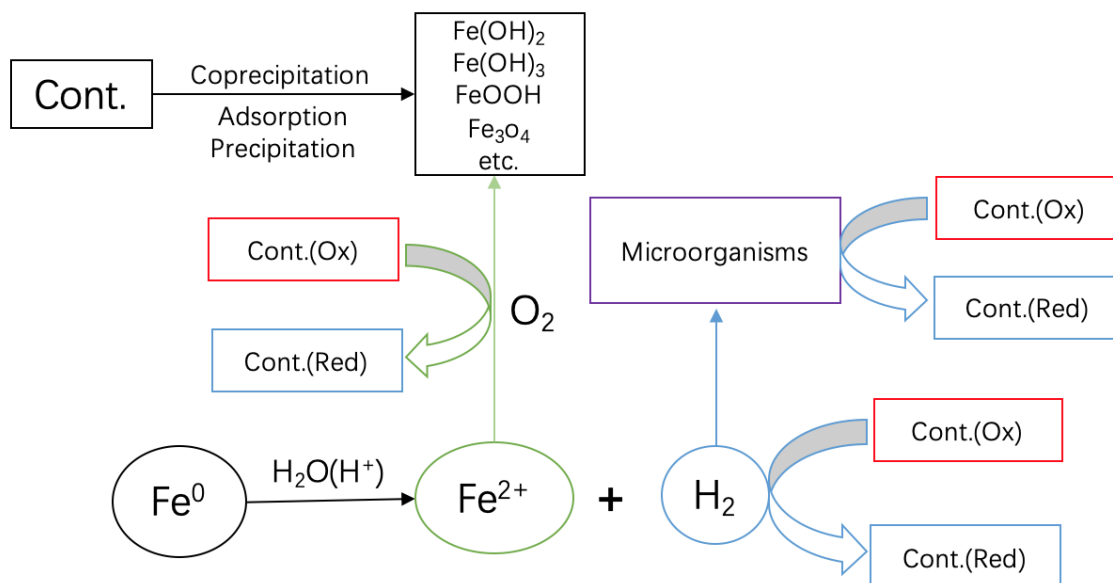 Fe(OH)₂
Fe(OH)₃
FeOOH
Fe₃o₄
etc.
Cont.
Coprecipitation
Adsorption
Precipitation
Cont.(Ox)
Cont.(Red)
O₂
Microorganisms
Cont.(Ox)
Cont.(Red)
Fe⁰
H₂O(H⁺)
Fe²⁺
+
H₂
Cont.(Ox)
Cont.(Red)